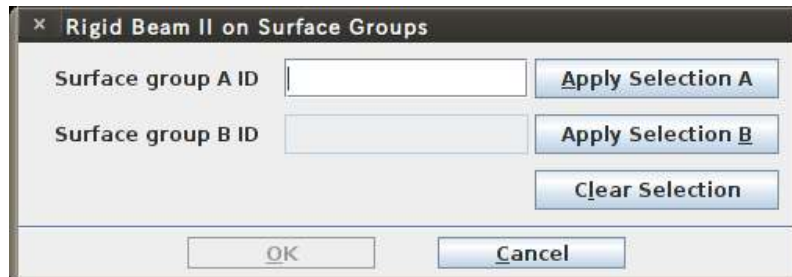 Rigid Beam II on Surface Groups
Surface group A ID Apply Selection A
Surface group B ID Apply Selection B
Clear Selection
OK Cancel